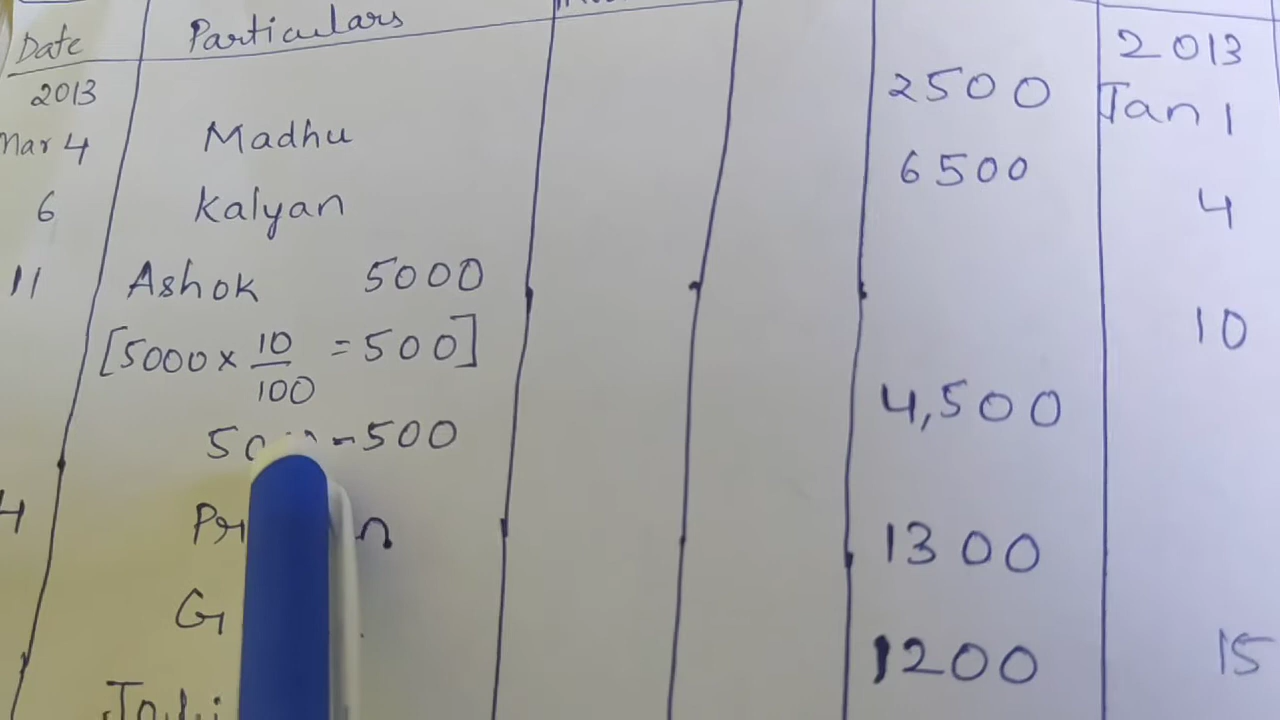 Date Particulars
2013 2500 2013
Mar 4 Madhu Jan 1
6 Kalyan 6500 4
11 Ashok 5000
[5000 × 10/100 = 500] 10
-500 4,500
1300
1200 15